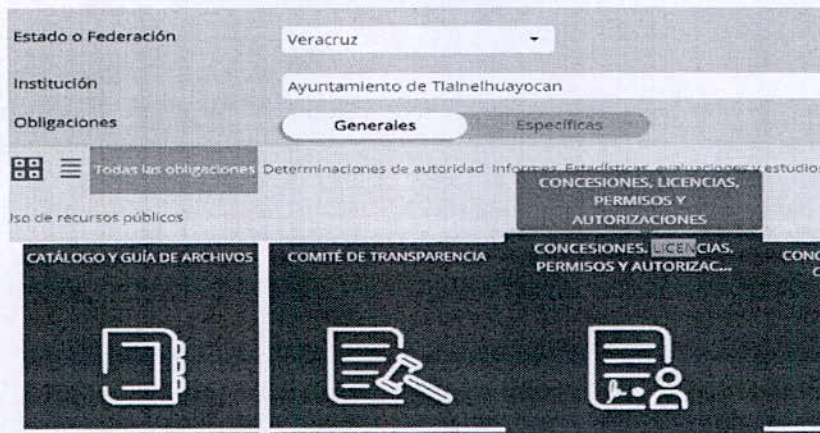 Estado o Federación
Veracruz
Institución
Ayuntamiento de Tlalnelhuayocan
Obligaciones
Generales
Específicas
Todas las obligaciones Determinaciones de autoridad Informes, Estadísticas, evaluaciones y estudios
CONCESIONES, LICENCIAS,
PERMISOS Y
AUTORIZACIONES
Uso de recursos públicos
CATÁLOGO Y GUÍA DE ARCHIVOS
COMITÉ DE TRANSPARENCIA
CONCESIONES, LICENCIAS,
PERMISOS Y AUTORIZAC...
CONC
C